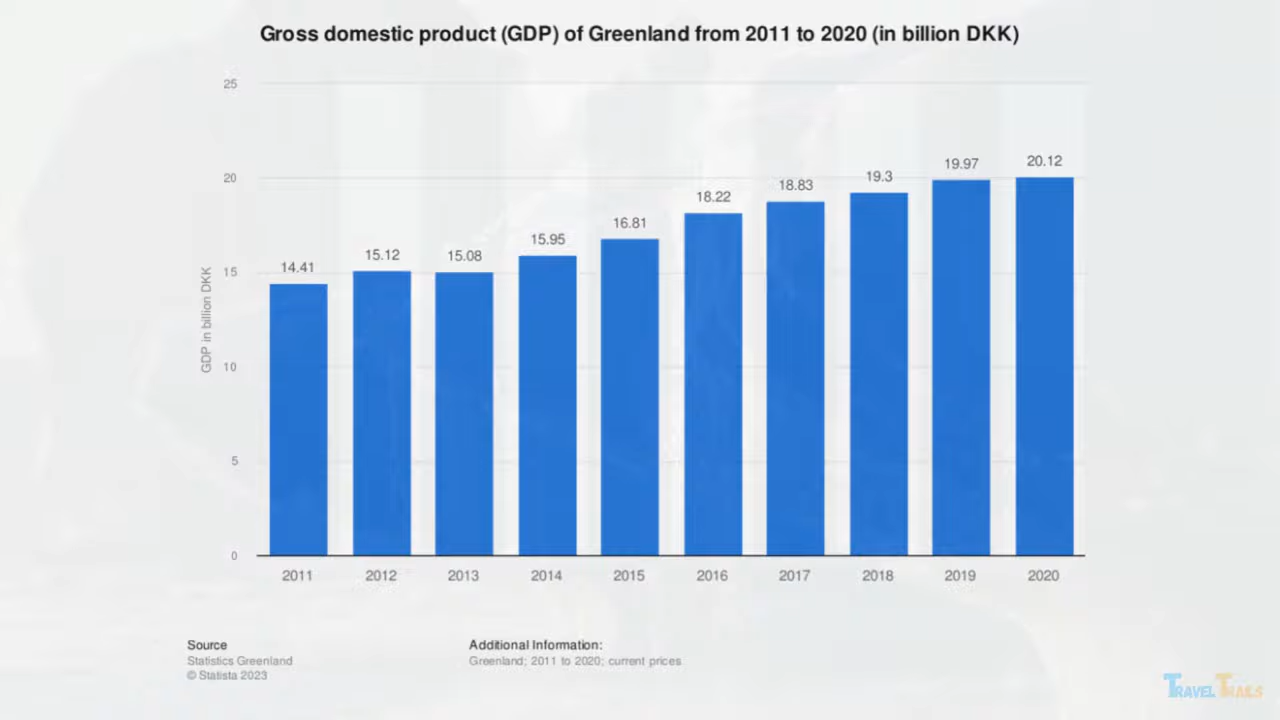 Gross domestic product (GDP) of Greenland from 2011 to 2020 (in billion DKK)
GDP in billion DKK
25
20
15
10
5
0
14.41
15.12
15.08
15.95
16.81
18.22
18.83
19.3
19.97
20.12
2011 2012 2013 2014 2015 2016 2017 2018 2019 2020
Source
Statistics Greenland
© Statista 2023
Additional Information:
Greenland; 2011 to 2020; current prices
TRAVEL TRAILS